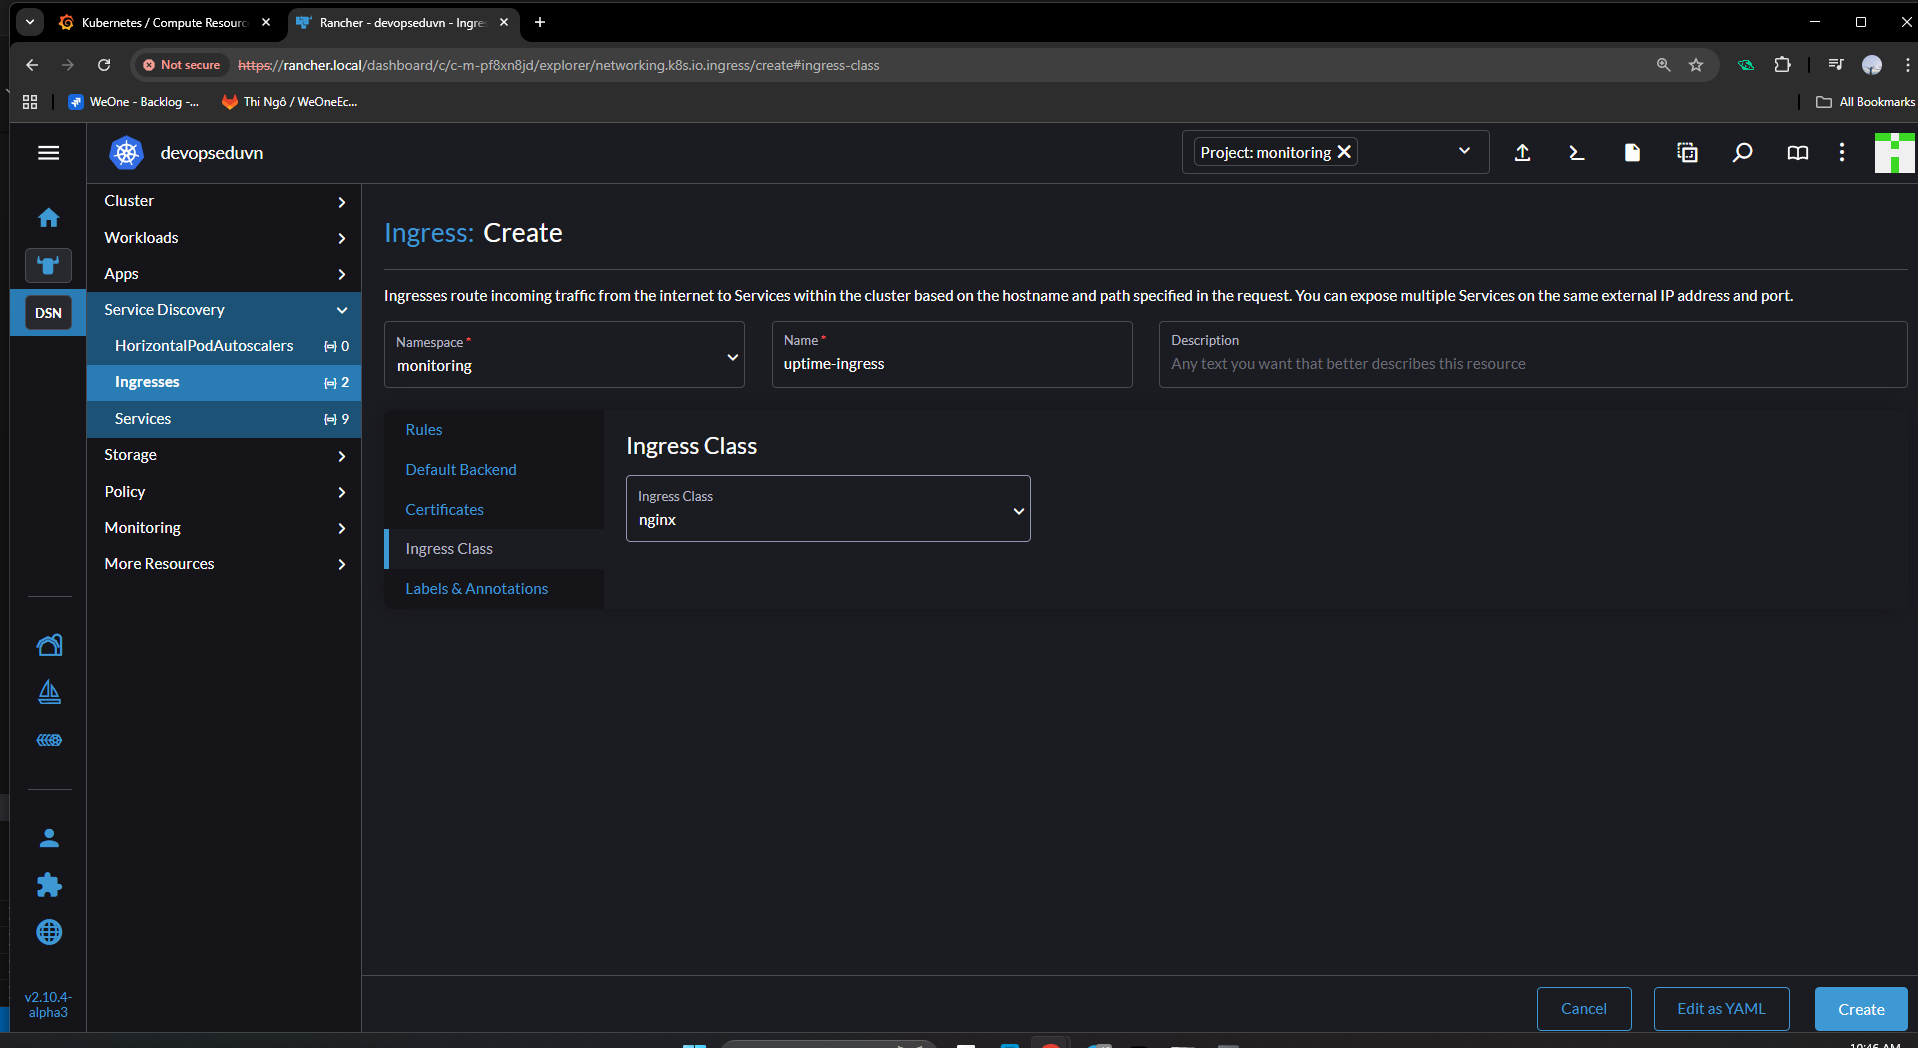 Kubernetes / Compute Resourc
Rancher - devopseduvn - Ingre
Not secure
https://rancher.local/dashboard/c/c-m-pf8xn8jd/explorer/networking.k8s.io.ingress/create#ingress-class
WeOne - Backlog -...
Thi Ngô / WeOneEc...
All Bookmarks
devopseduvn
Project: monitoring
DSN
Cluster
Workloads
Apps
Service Discovery
HorizontalPodAutoscalers 0
Ingresses 2
Services 9
Storage
Policy
Monitoring
More Resources
v2.10.4-
alpha3
Ingress: Create
Ingresses route incoming traffic from the internet to Services within the cluster based on the hostname and path specified in the request. You can expose multiple Services on the same external IP address and port.
Namespace *
monitoring
Name *
uptime-ingress
Description
Any text you want that better describes this resource
Rules
Default Backend
Certificates
Ingress Class
Labels & Annotations
Ingress Class
Ingress Class
nginx
Cancel
Edit as YAML
Create
10:46 AM